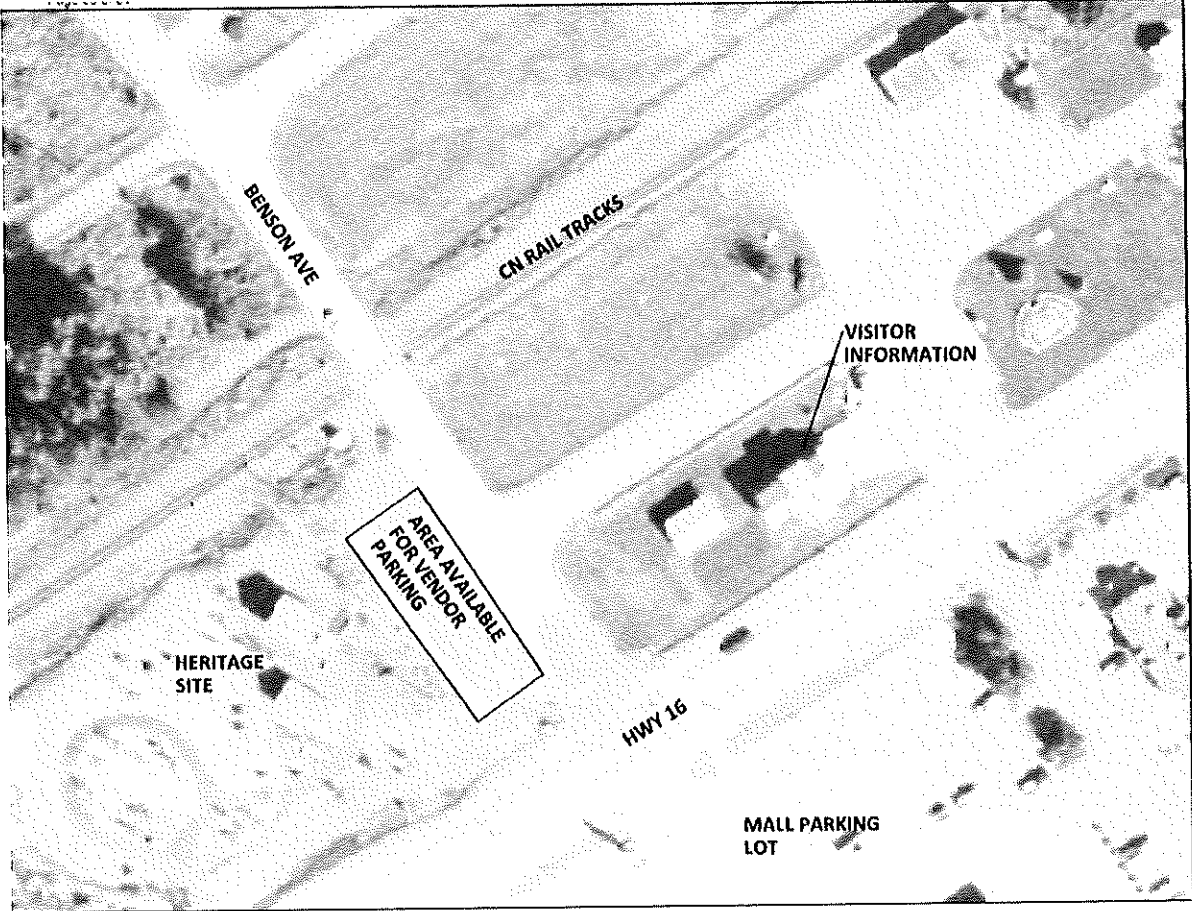 BENSON AVE
CN RAIL TRACKS
VISITOR
INFORMATION
AREA AVAILABLE
FOR VENDOR
PARKING
HERITAGE
SITE
HWY 16
MALL PARKING
LOT